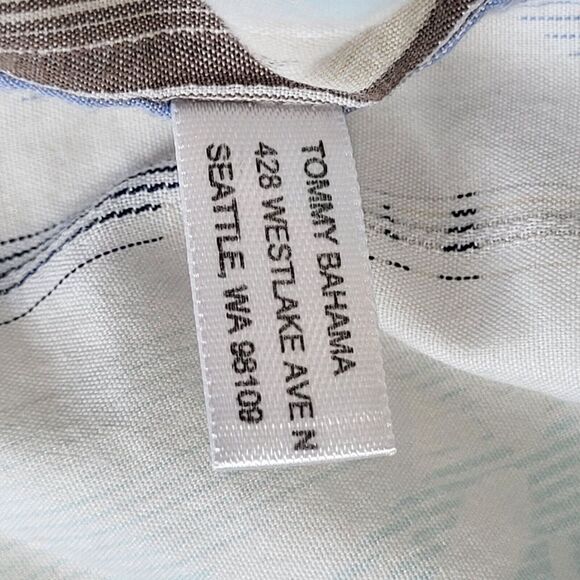 TOMMY BAHAMA
428 WESTLAKE AVE N
SEATTLE, WA 98109